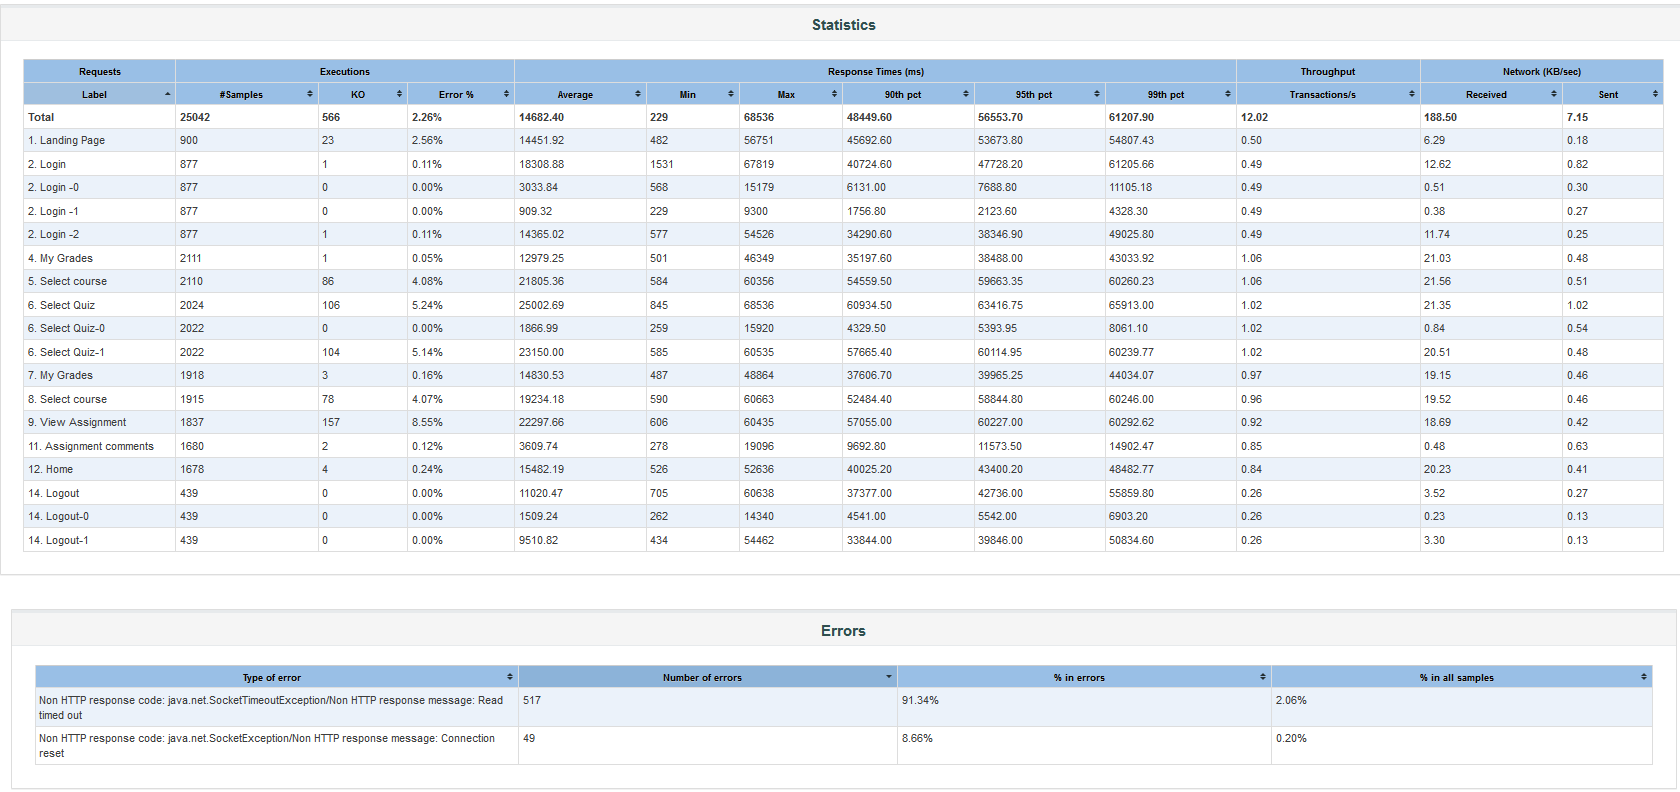 Statistics
Requests Executions Response Times (ms) Throughput Network (KB/sec)
Label #Samples KO Error % Average Min Max 90th pct 95th pct 99th pct Transactions/s Received Sent
Total 25042 566 2.26% 14682.40 229 68536 48449.60 56553.70 61207.90 12.02 188.50 7.15
1. Landing Page 900 23 2.56% 14451.92 482 56751 45692.60 53673.80 54807.43 0.50 6.29 0.18
2. Login 877 1 0.11% 18308.88 1531 67819 40724.60 47728.20 61205.66 0.49 12.62 0.82
2. Login -0 877 0 0.00% 3033.84 568 15179 6131.00 7688.80 11105.18 0.49 0.51 0.30
2. Login -1 877 0 0.00% 909.32 229 9300 1756.80 2123.60 4328.30 0.49 0.38 0.27
2. Login -2 877 1 0.11% 14365.02 577 54526 34290.60 38346.90 49025.80 0.49 11.74 0.25
4. My Grades 2111 1 0.05% 12979.25 501 46349 35197.60 38488.00 43033.92 1.06 21.03 0.48
5. Select course 2110 86 4.08% 21805.36 584 60356 54559.50 59663.35 60260.23 1.06 21.56 0.51
6. Select Quiz 2024 106 5.24% 25002.69 845 68536 60934.50 63416.75 65913.00 1.02 21.35 1.02
6. Select Quiz-0 2022 0 0.00% 1866.99 259 15920 4329.50 5393.95 8061.10 1.02 0.84 0.54
6. Select Quiz-1 2022 104 5.14% 23150.00 585 60535 57665.40 60114.95 60239.77 1.02 20.51 0.48
7. My Grades 1918 3 0.16% 14830.53 487 48864 37606.70 39965.25 44034.07 0.97 19.15 0.46
8. Select course 1915 78 4.07% 19234.18 590 60663 52484.40 58844.80 60246.00 0.96 19.52 0.46
9. View Assignment 1837 157 8.55% 22297.66 606 60435 57055.00 60227.00 60292.62 0.92 18.69 0.42
11. Assignment comments 1680 2 0.12% 3609.74 278 19096 9692.80 11573.50 14902.47 0.85 0.48 0.63
12. Home 1678 4 0.24% 15482.19 526 52636 40025.20 43400.20 48482.77 0.84 20.23 0.41
14. Logout 439 0 0.00% 11020.47 705 60638 37377.00 42736.00 55859.80 0.26 3.52 0.27
14. Logout-0 439 0 0.00% 1509.24 262 14340 4541.00 5542.00 6903.20 0.26 0.23 0.13
14. Logout-1 439 0 0.00% 9510.82 434 54462 33844.00 39846.00 50834.60 0.26 3.30 0.13
Errors
Type of error Number of errors % in errors % in all samples
Non HTTP response code: java.net.SocketTimeoutException/Non HTTP response message: Read 517 91.34% 2.06%
timed out
Non HTTP response code: java.net.SocketException/Non HTTP response message: Connection 49 8.66% 0.20%
reset